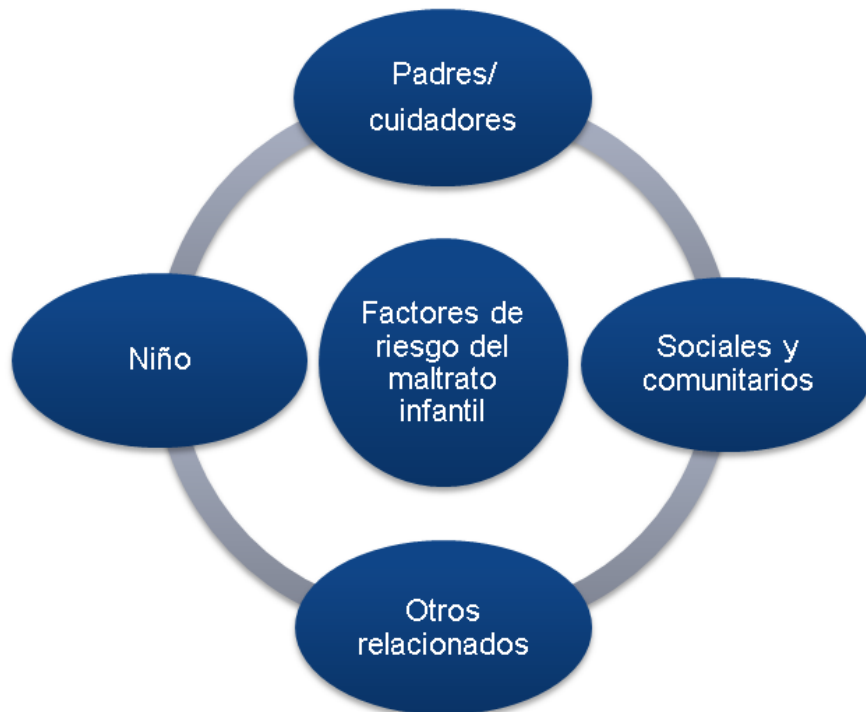 Padres/
cuidadores
Niño
Factores de
riesgo del
maltrato
infantil
Sociales y
comunitarios
Otros
relacionados